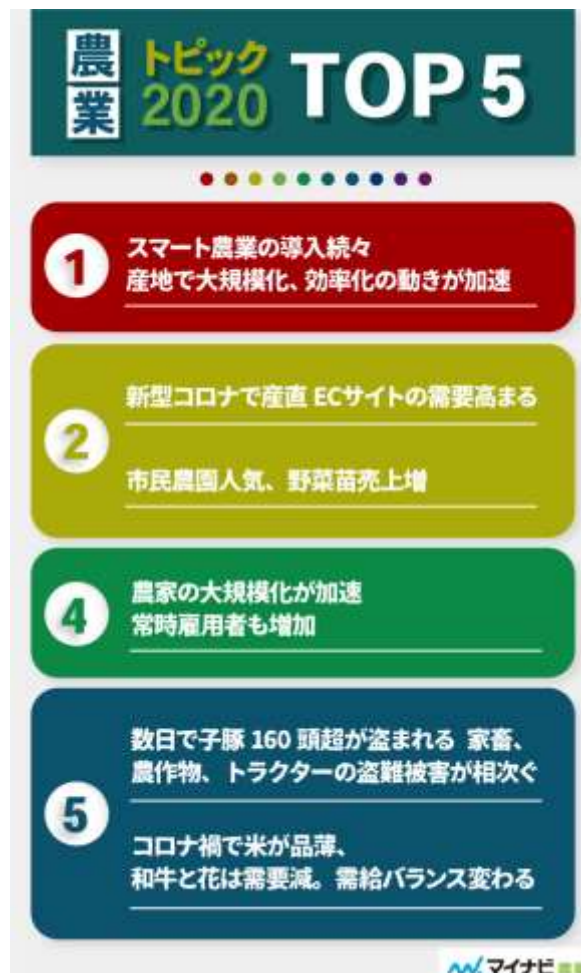 農業
トピック
2020
TOP 5
1
スマート農業の導入続々
産地で大規模化、効率化の動きが加速
2
新型コロナで産直 ECサイトの需要高まる
市民農園人気、野菜苗売上増
4
農家の大規模化が加速
常時雇用者も増加
5
数日で子豚 160 頭超が盗まれる 家畜、
農作物、トラクターの盗難被害が相次ぐ
コロナ禍で米が品薄、
和牛と花は需要減。需給バランス変わる
マイナビ